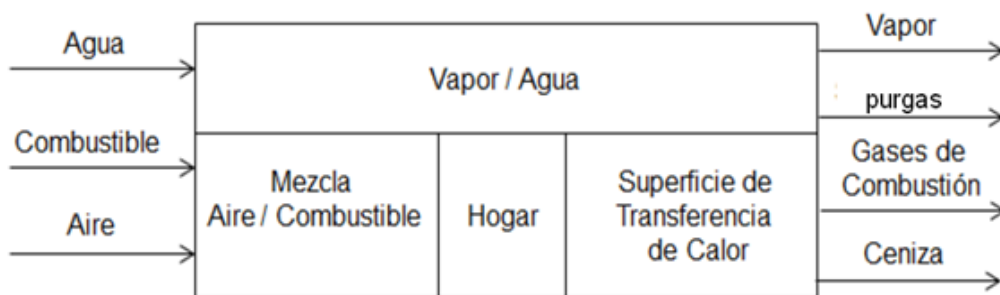 Agua
Combustible
Aire
Vapor / Agua
Mezcla
Aire / Combustible
Hogar
Superficie de
Transferencia
de Calor
Vapor
purgas
Gases de
Combustión
Ceniza